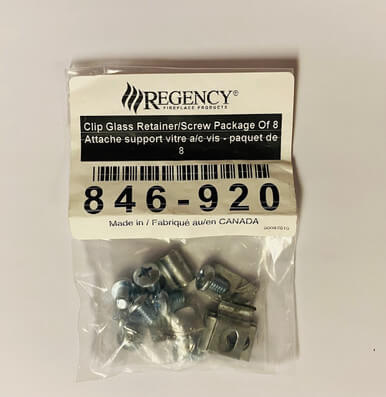 REGENCY®
FIREPLACE PRODUCTS
Clip Glass Retainer/Screw Package Of 8
Attache support vitre a/c vis - paquet de
8
846-920
Made in / Fabriqué au/en CANADA